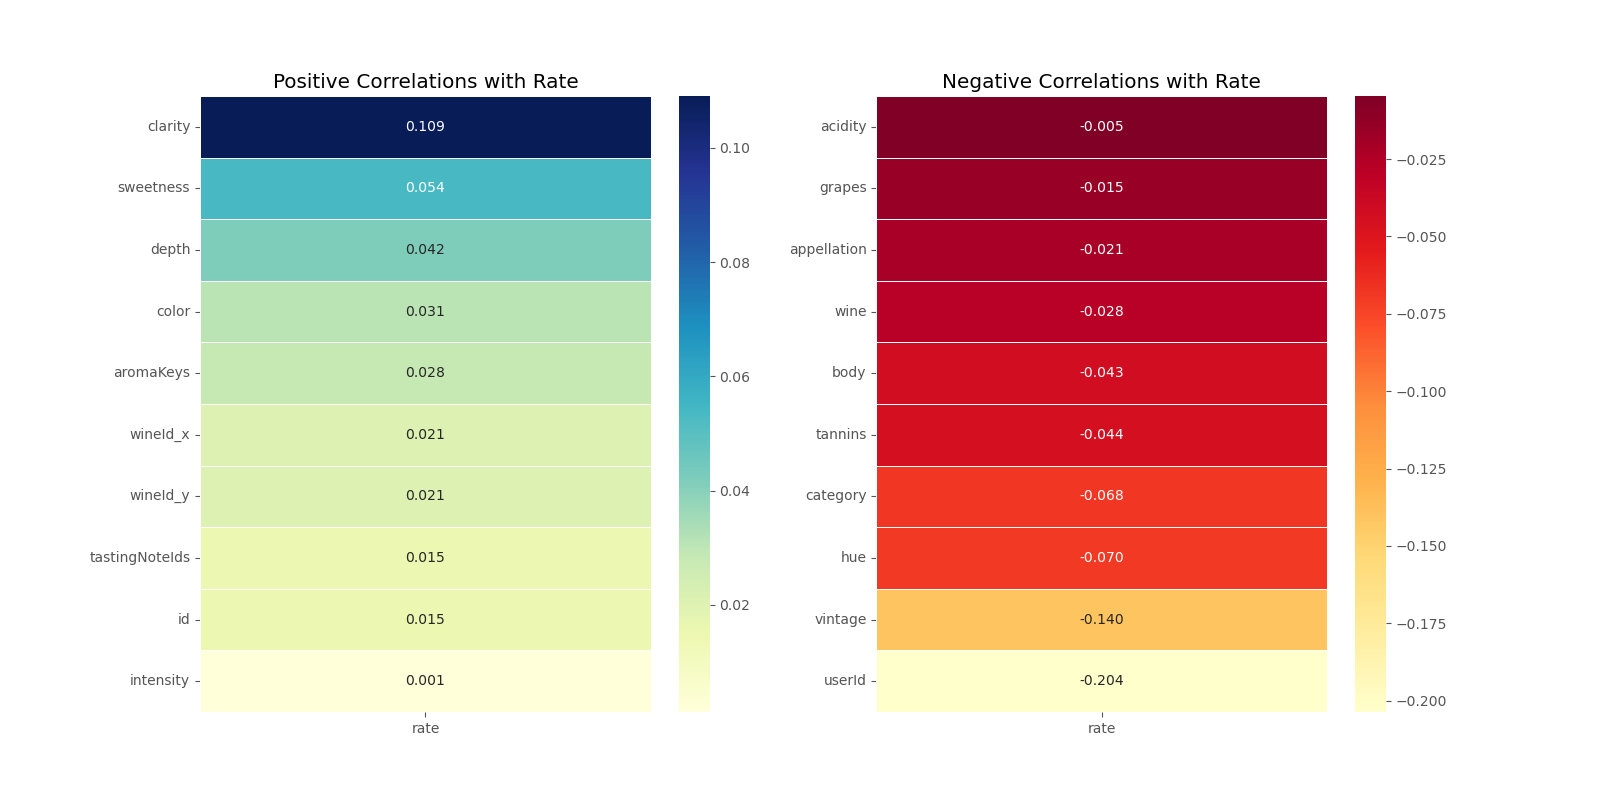 Positive Correlations with Rate
clarity 0.109
sweetness 0.054
depth 0.042
color 0.031
aromaKeys 0.028
wineId_x 0.021
wineId_y 0.021
tastingNoteIds 0.015
id 0.015
intensity 0.001
rate
0.10
0.08
0.06
0.04
0.02
Negative Correlations with Rate
acidity -0.005
grapes -0.015
appellation -0.021
wine -0.028
body -0.043
tannins -0.044
category -0.068
hue -0.070
vintage -0.140
userId -0.204
rate
−0.025
−0.050
−0.075
−0.100
−0.125
−0.150
−0.175
−0.200